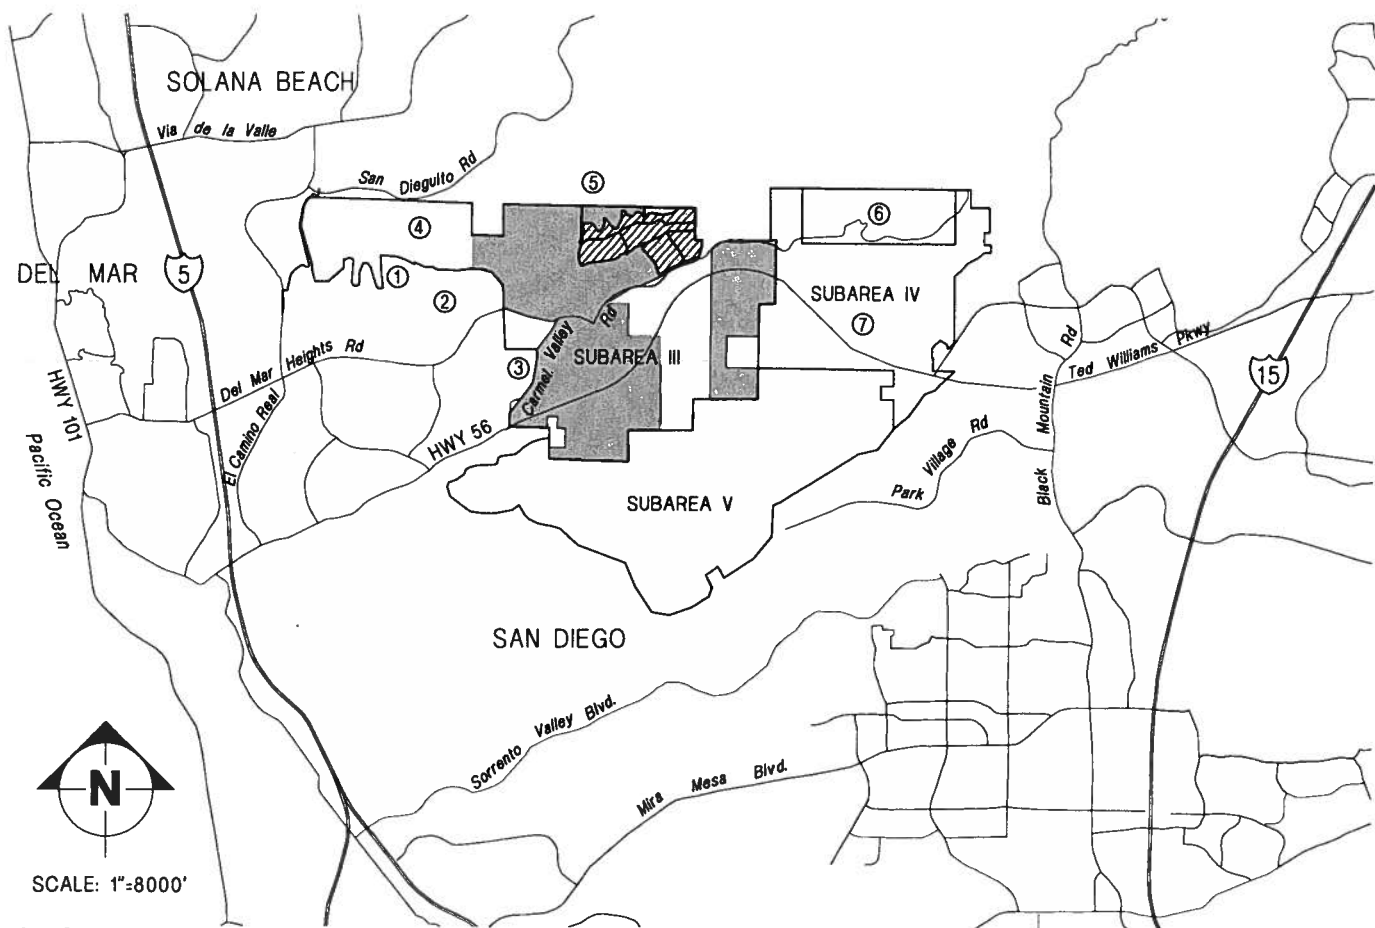 SOLANA BEACH
Via de la Valle
San Dieguito Rd
⑤
④
⑥
DEL MAR
5
①
②
SUBAREA IV
⑦
Carmel Valley Rd
SUBAREA III
③
Del Mar Heights Rd
El Camino Real
HWY 56
HWY 101
Pacific Ocean
Black Mountain Rd
Ted Williams Pkwy
15
Park Village Rd
SUBAREA V
SAN DIEGO
Sorrento Valley Blvd.
Mira Mesa Blvd.
N
SCALE: 1"=8000'